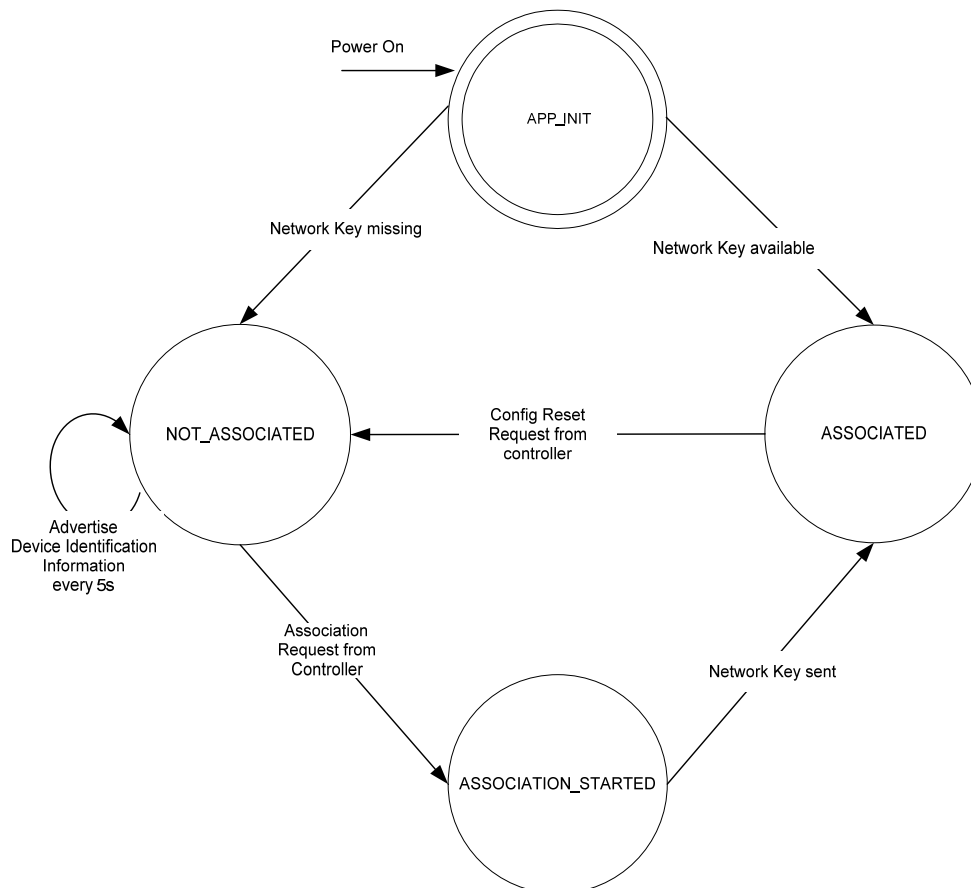 Power On
APP_INIT
Network Key missing
Network Key available
NOT_ASSOCIATED
Config Reset
Request from
controller
ASSOCIATED
Advertise
Device Identification
Information
every 5s
Association
Request from
Controller
Network Key sent
ASSOCIATION_STARTED